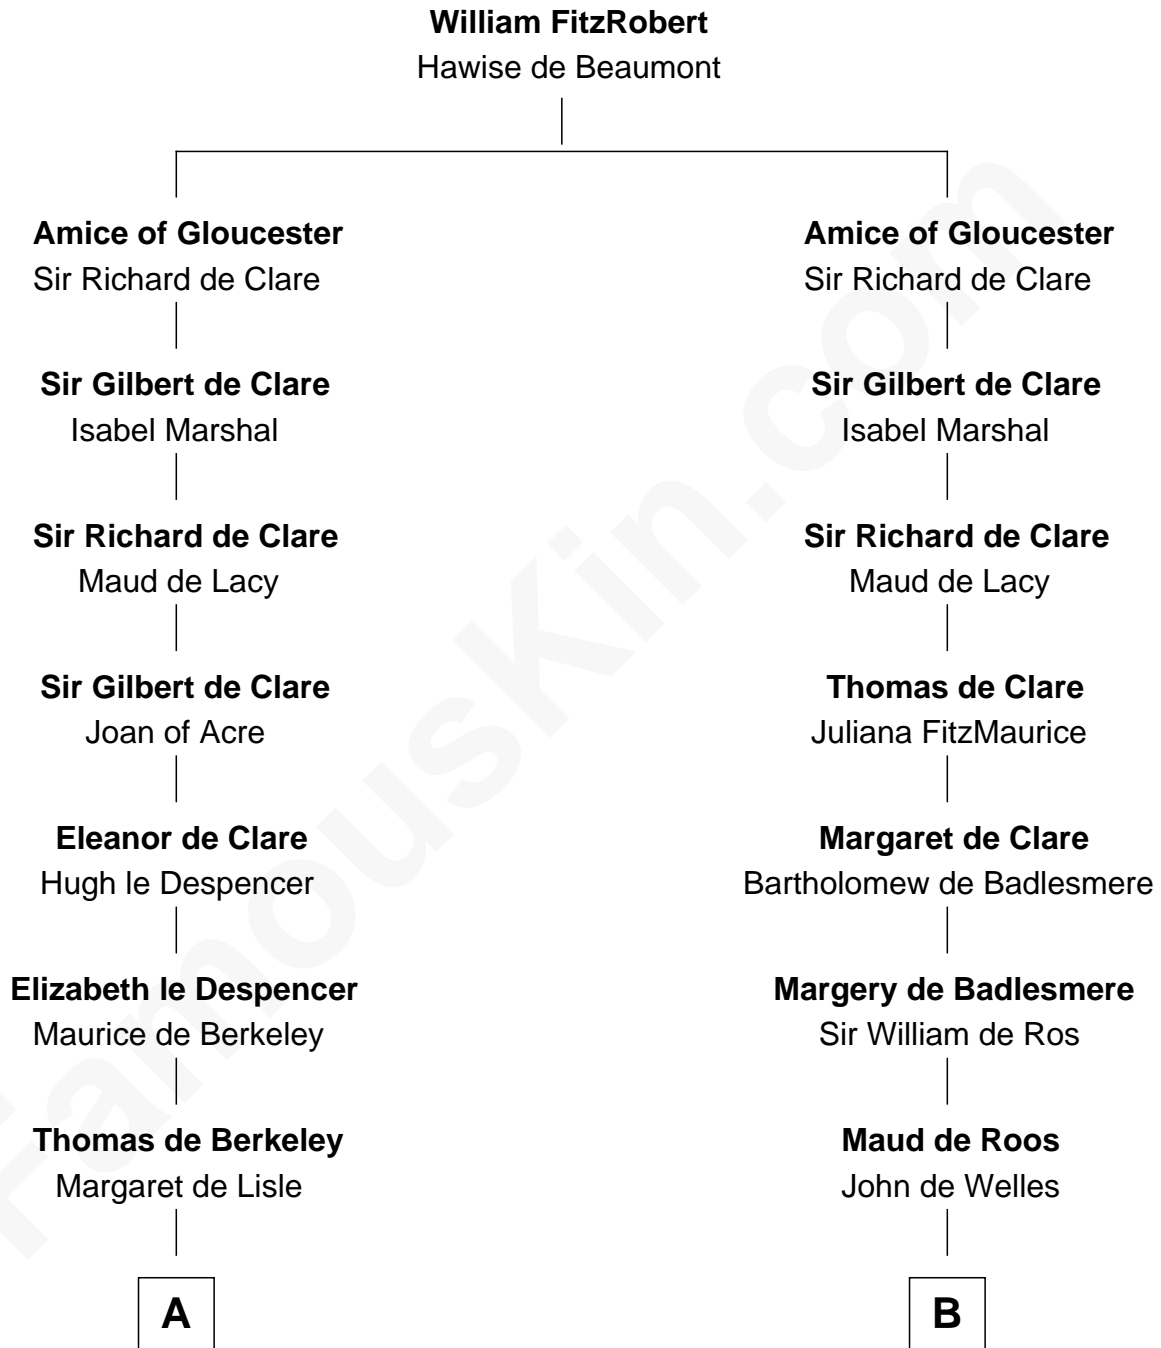 William FitzRobert
Hawise de Beaumont
Amice of Gloucester
Sir Richard de Clare
Sir Gilbert de Clare
Isabel Marshal
Sir Richard de Clare
Maud de Lacy
Sir Gilbert de Clare
Joan of Acre
Eleanor de Clare
Hugh le Despencer
Elizabeth le Despencer
Maurice de Berkeley
Thomas de Berkeley
Margaret de Lisle
A
Amice of Gloucester
Sir Richard de Clare
Sir Gilbert de Clare
Isabel Marshal
Sir Richard de Clare
Maud de Lacy
Thomas de Clare
Juliana FitzMaurice
Margaret de Clare
Bartholomew de Badlesmere
Margery de Badlesmere
Sir William de Ros
Maud de Roos
John de Welles
B
FamousKin.com